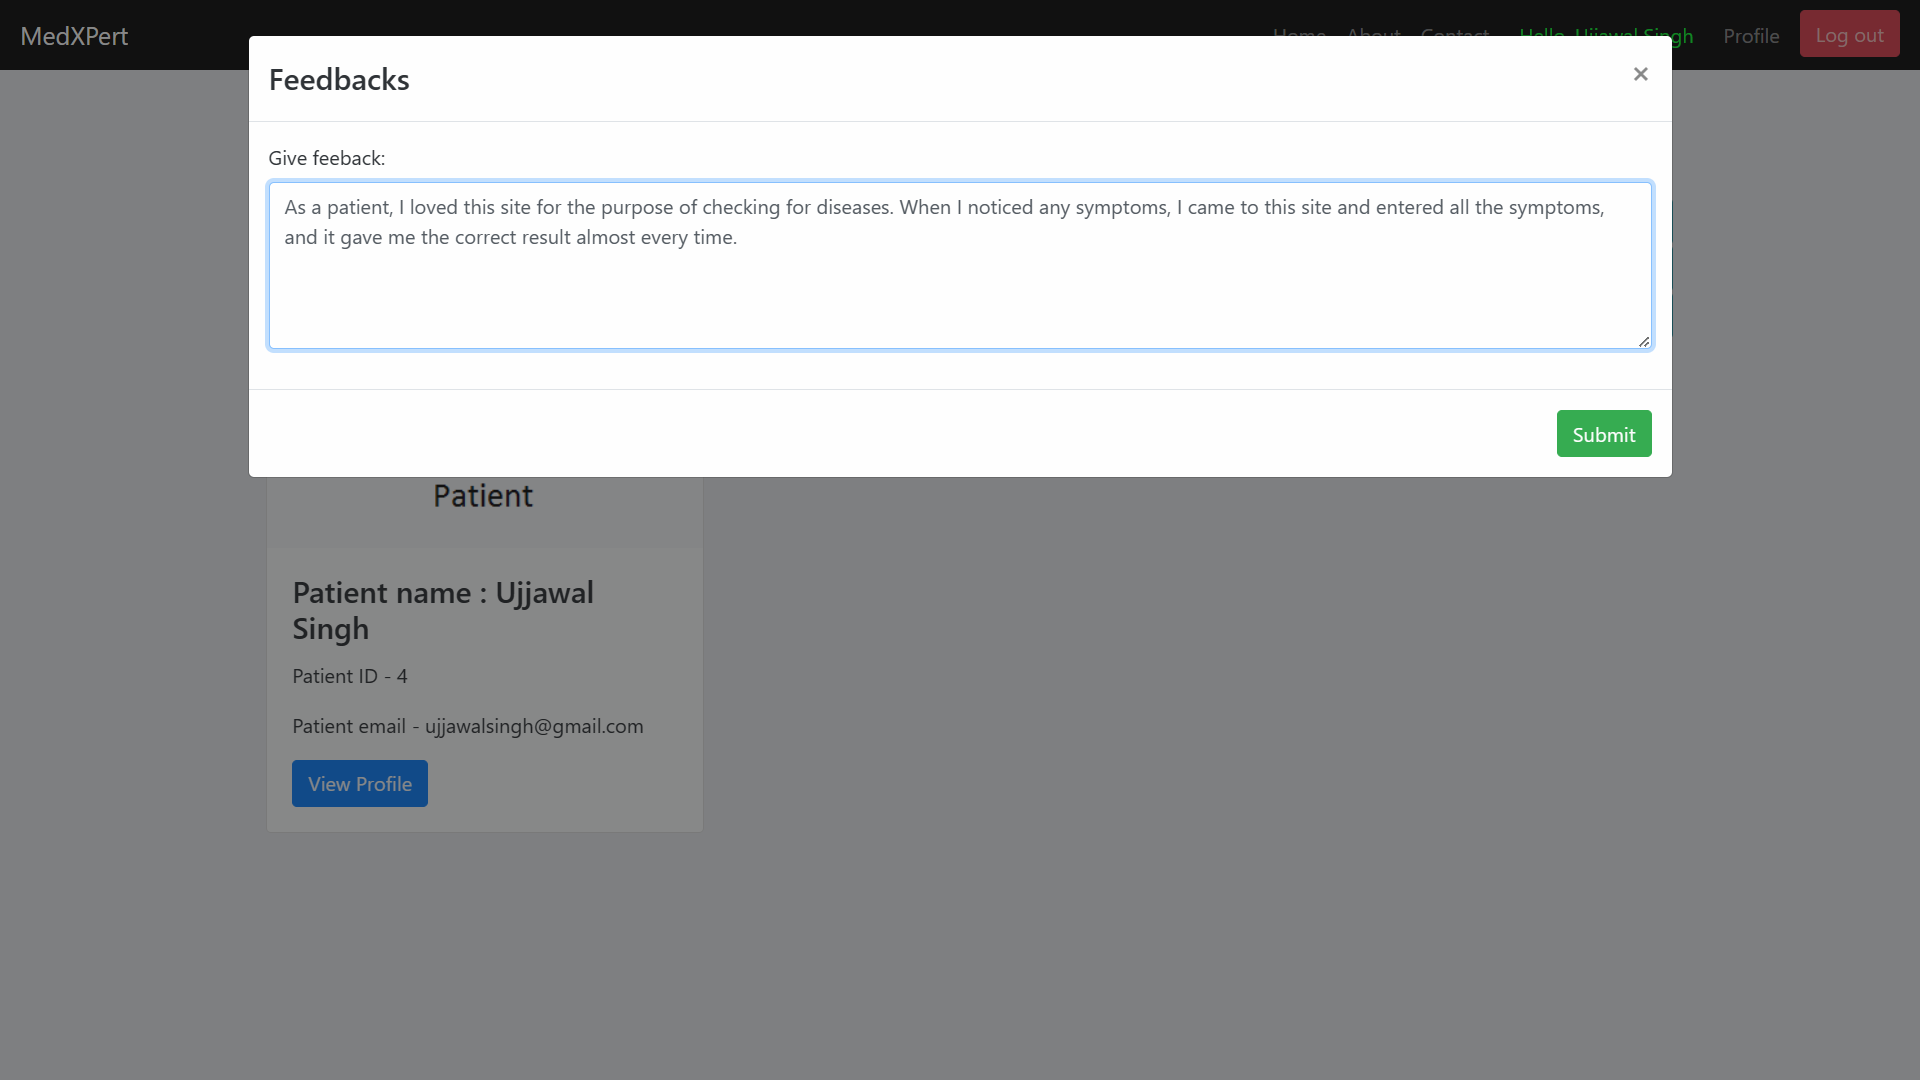 MedXPert
Home About Contact Hello, Ujjawal Singh Profile Log out
Feedbacks
×
Give feeback:
As a patient, I loved this site for the purpose of checking for diseases. When I noticed any symptoms, I came to this site and entered all the symptoms,
and it gave me the correct result almost every time.
Submit
Patient
Patient name : Ujjawal
Singh
Patient ID - 4
Patient email - ujjawalsingh@gmail.com
View Profile